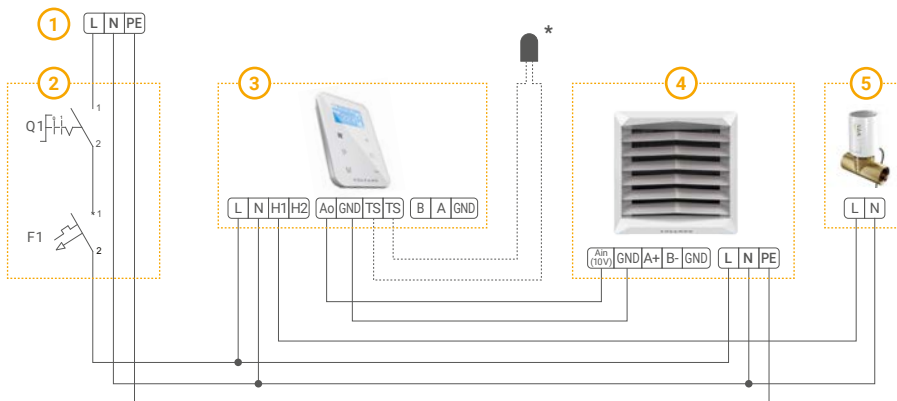 1 L N PE
*
2 3 4 5
Q1 1
2
F1 *1
2
L N H1 H2 Ao GND TS TS B A GND
L N
Ain (10V) GND A+ B- GND L N PE